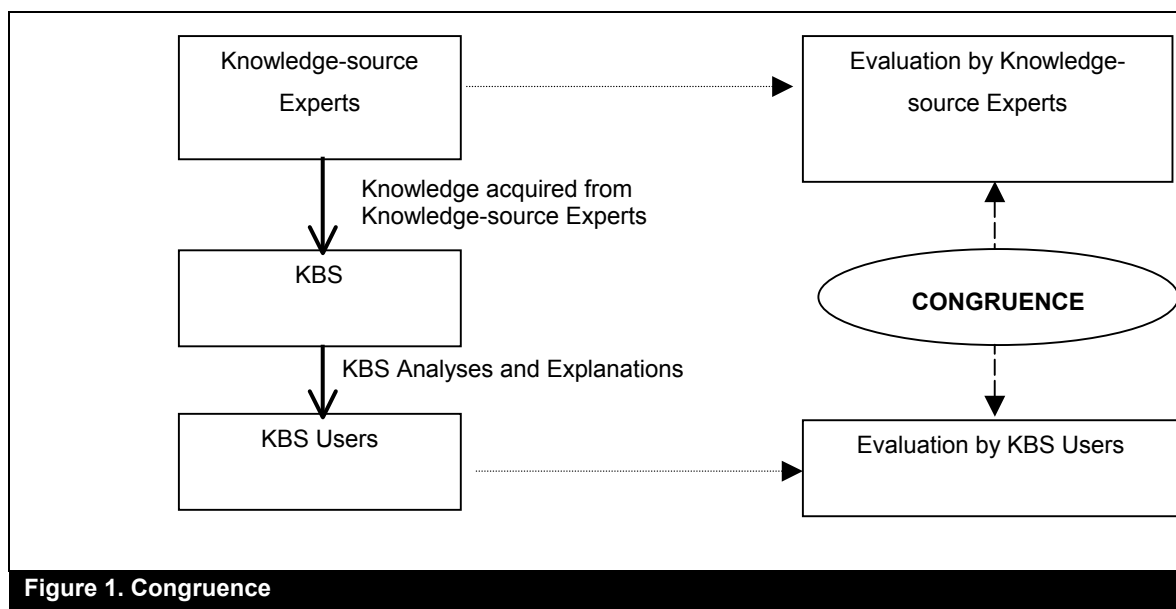 Knowledge-source
Experts
Evaluation by Knowledge-
source Experts
Knowledge acquired from
Knowledge-source Experts
KBS
CONGRUENCE
KBS Analyses and Explanations
KBS Users
Evaluation by KBS Users
Figure 1. Congruence